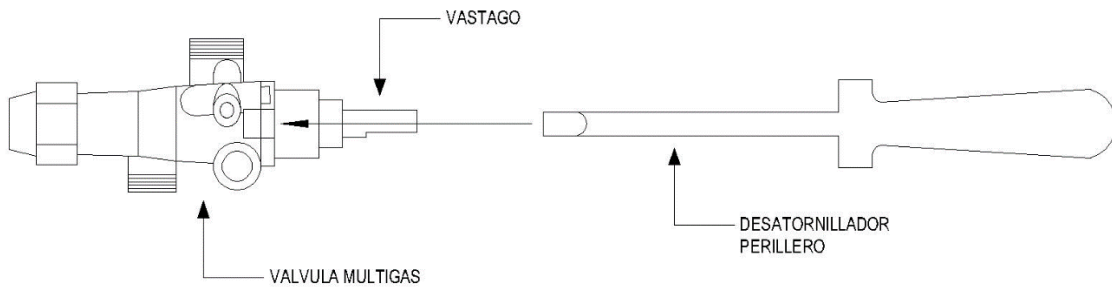 VASTAGO
DESATORNILLADOR
PERILLERO
VALVULA MULTIGAS